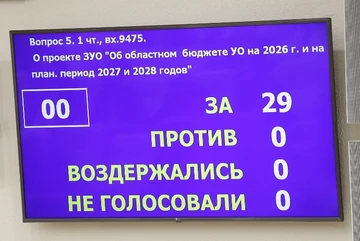 Вопрос 5. 1 чт., вх.9475.
О проекте ЗУО "Об областном бюджете УО на 2026 г. и на
план. период 2027 и 2028 годов"
00
ЗА 29
ПРОТИВ 0
ВОЗДЕРЖАЛИСЬ 0
НЕ ГОЛОСОВАЛИ 0